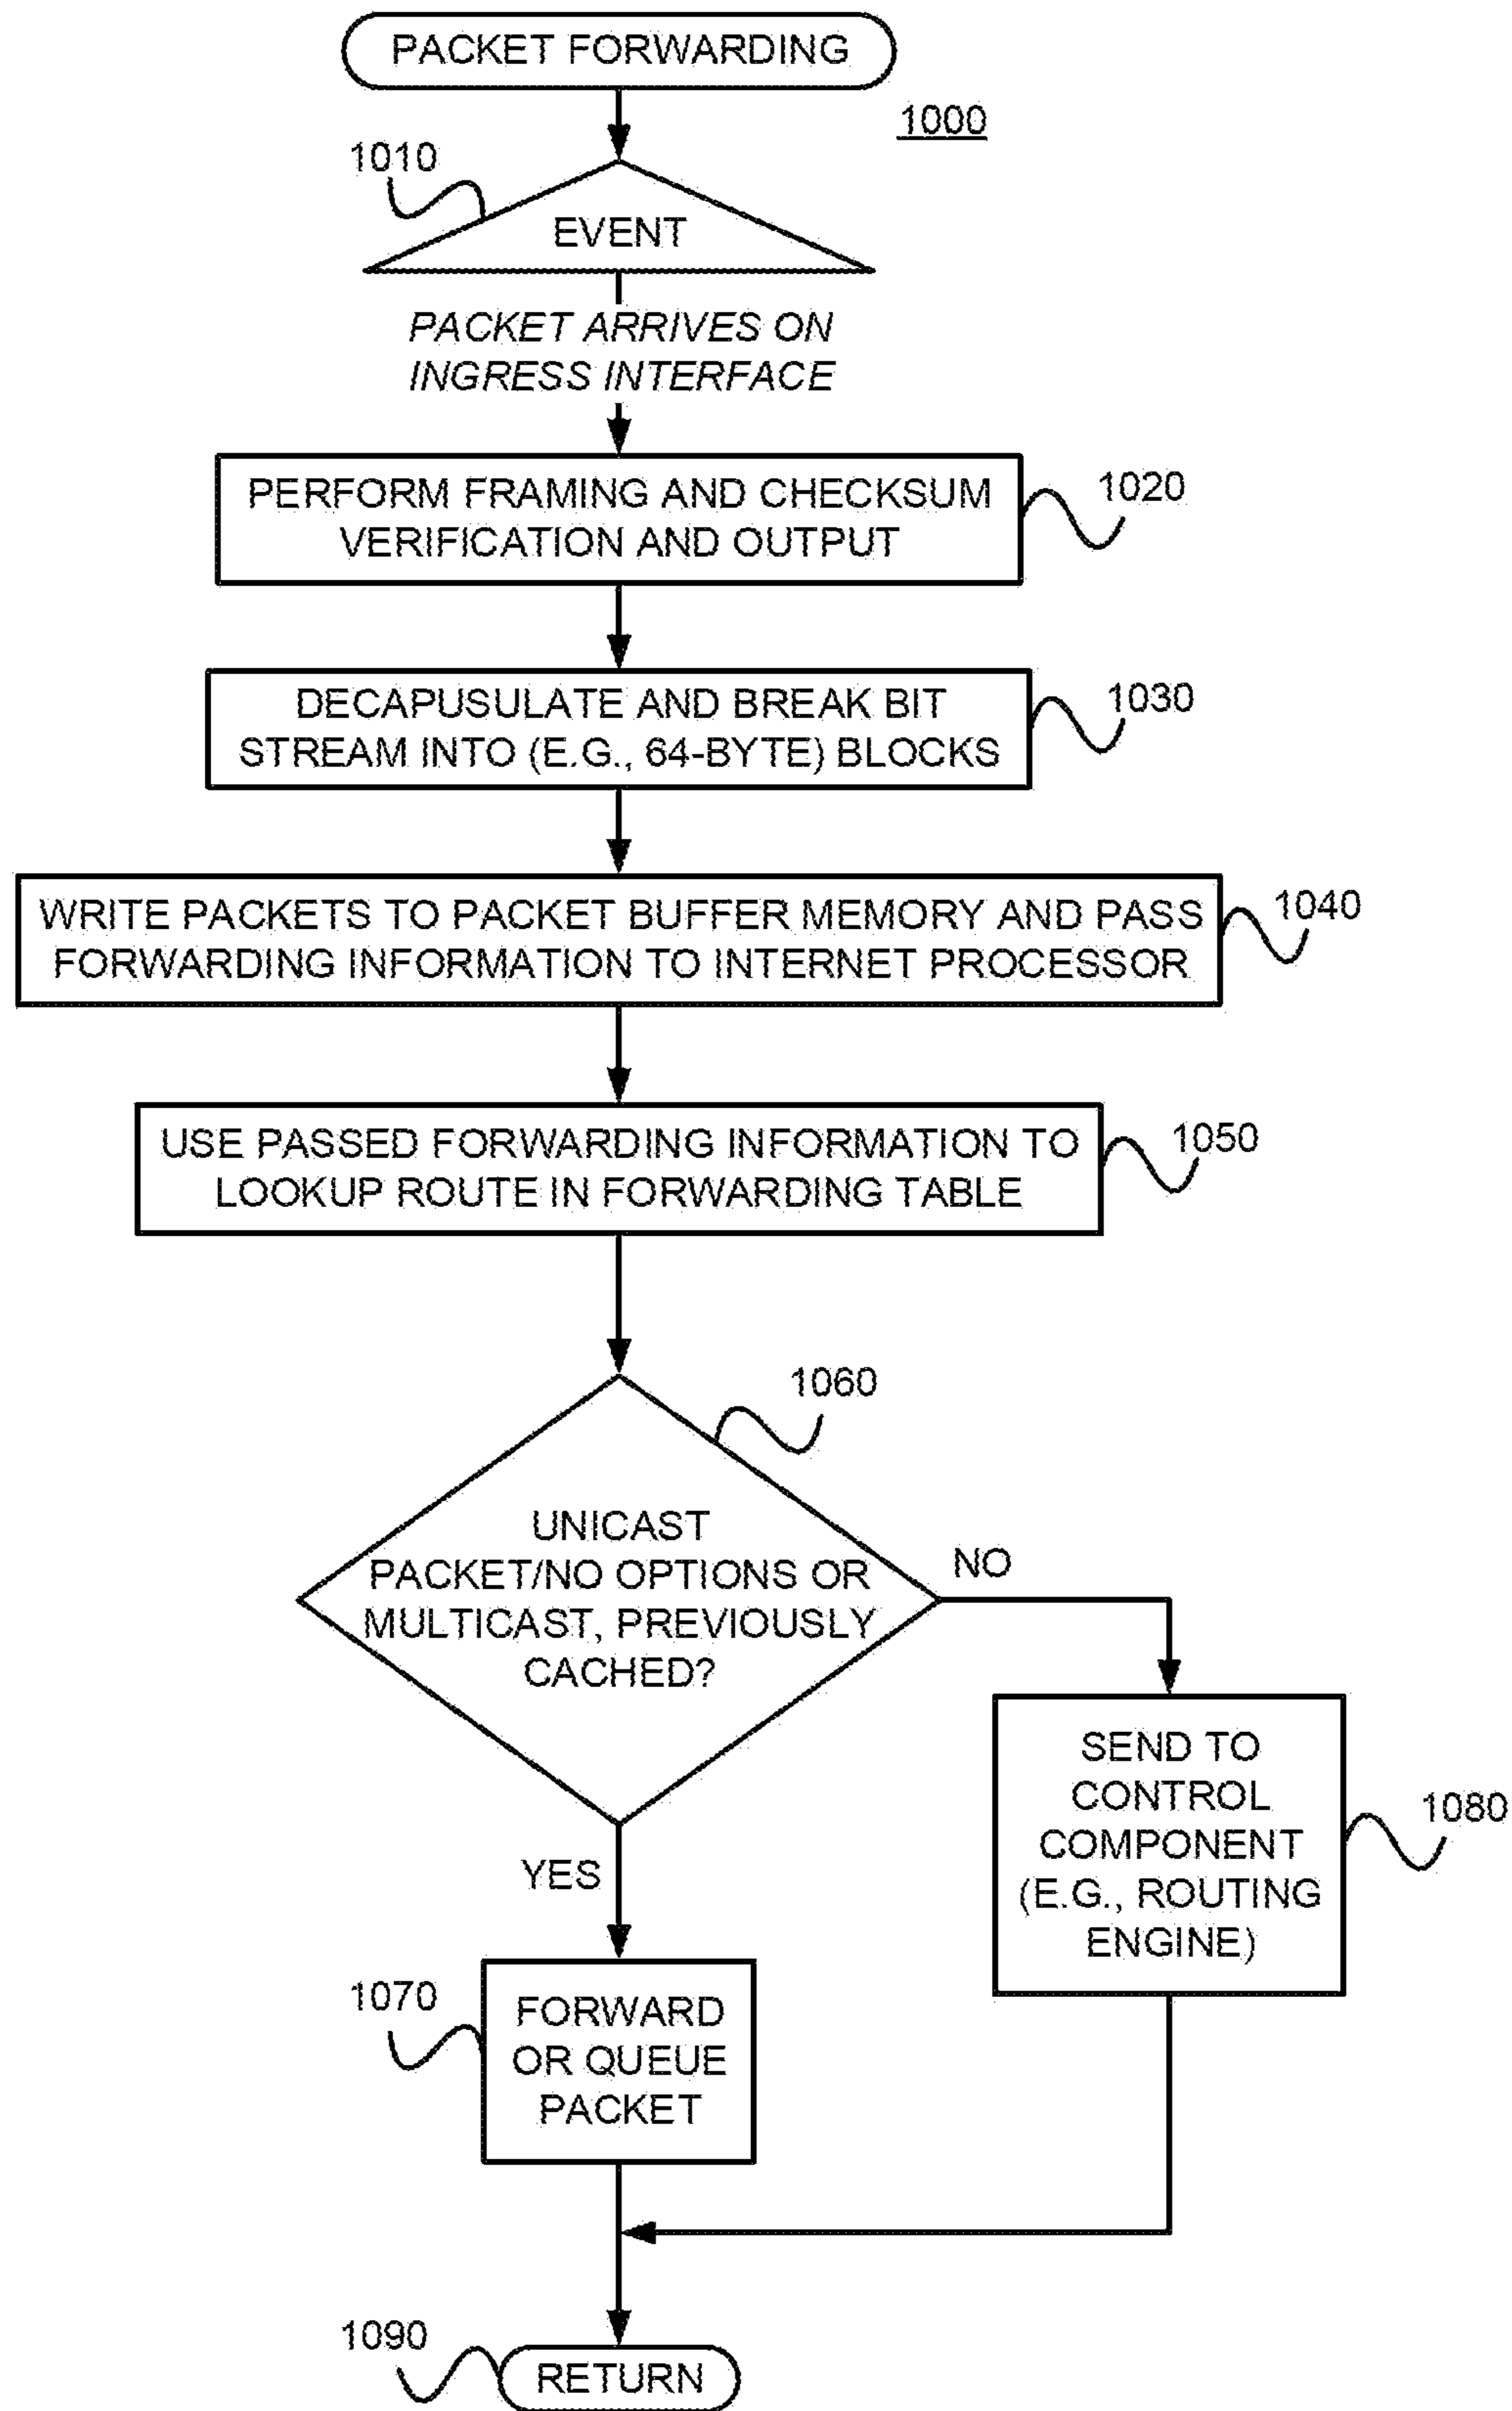 PACKET FORWARDING
1000
1010
EVENT
PACKET ARRIVES ON
INGRESS INTERFACE
PERFORM FRAMING AND CHECKSUM
VERIFICATION AND OUTPUT
1020
DECAPUSULATE AND BREAK BIT
STREAM INTO (E.G., 64-BYTE) BLOCKS
1030
WRITE PACKETS TO PACKET BUFFER MEMORY AND PASS
FORWARDING INFORMATION TO INTERNET PROCESSOR
1040
USE PASSED FORWARDING INFORMATION TO
LOOKUP ROUTE IN FORWARDING TABLE
1050
1060
UNICAST
PACKET/NO OPTIONS OR
MULTICAST, PREVIOUSLY
CACHED?
NO
SEND TO
CONTROL
COMPONENT
(E.G., ROUTING
ENGINE)
1080
YES
1070
FORWARD
OR QUEUE
PACKET
1090
RETURN